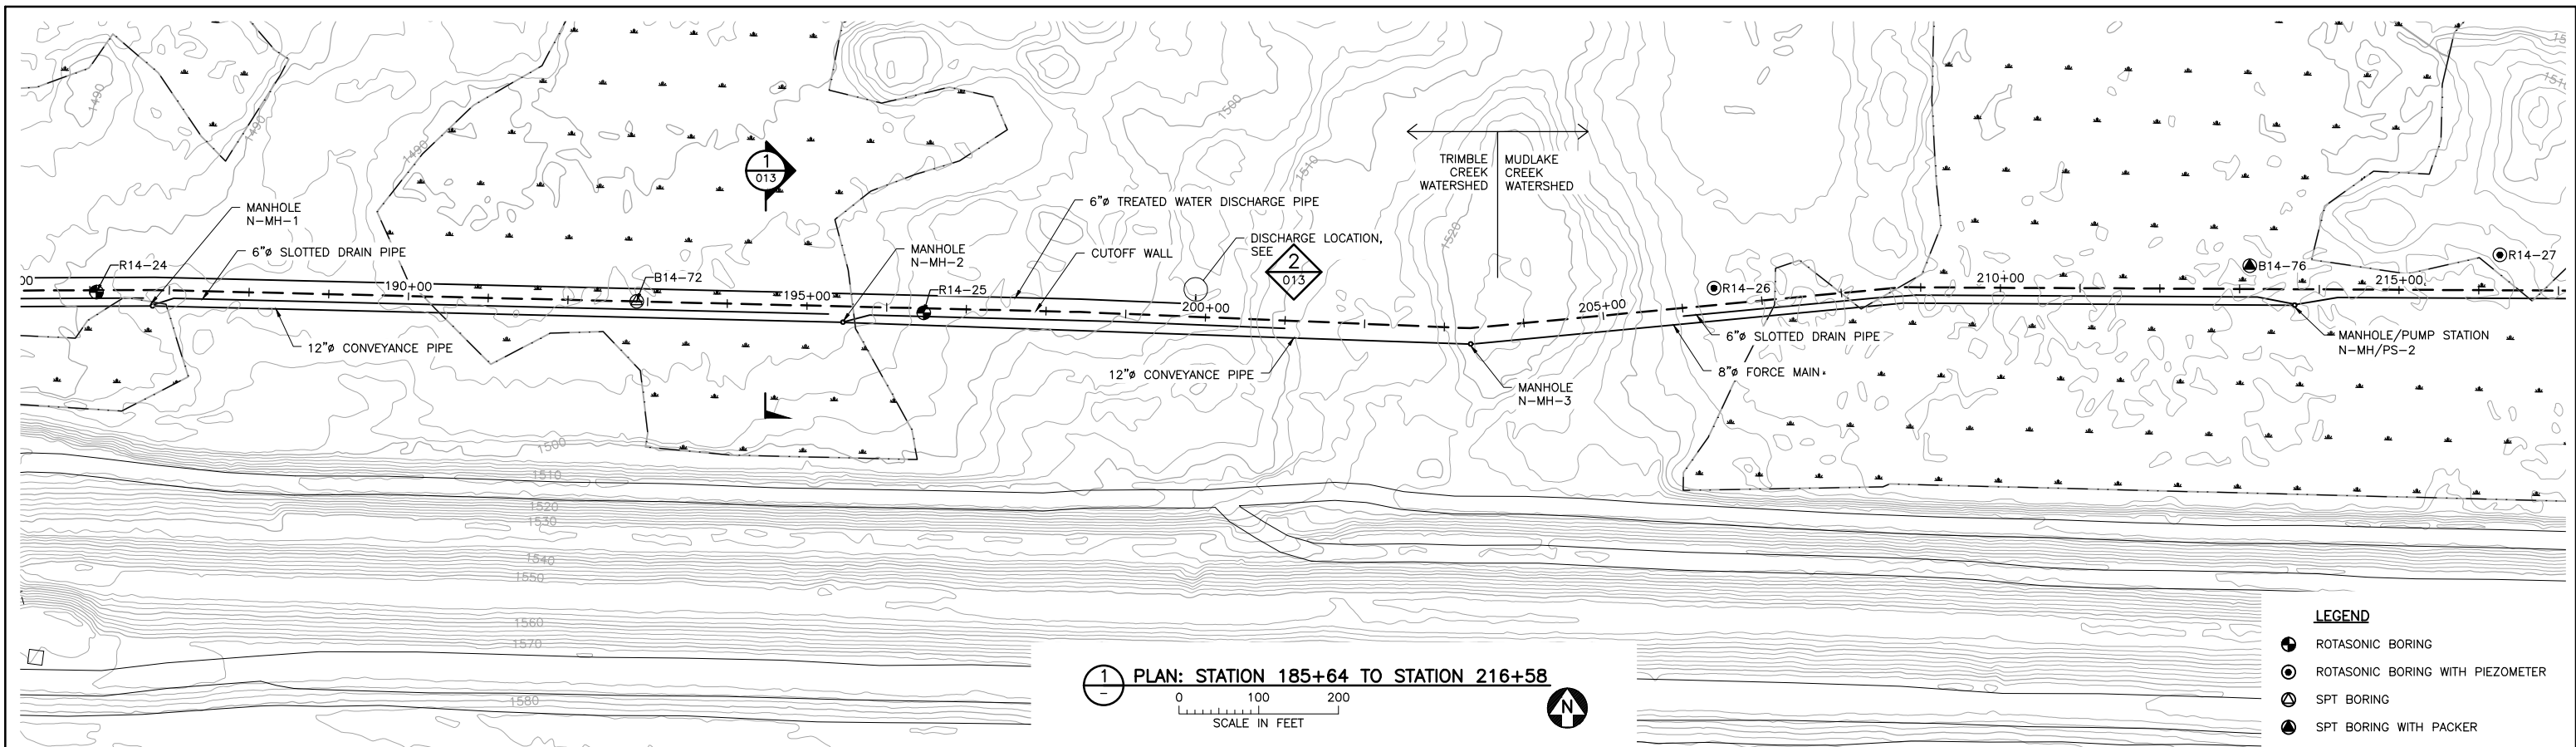 1490
1490
1490
1500
1510
1520
1
013
TRIMBLE
CREEK
WATERSHED
MUDLAKE
CREEK
WATERSHED
MANHOLE
N-MH-1
6"ø SLOTTED DRAIN PIPE
R14-24
00
190+00
B14-72
195+00
MANHOLE
N-MH-2
R14-25
6"ø TREATED WATER DISCHARGE PIPE
CUTOFF WALL
DISCHARGE LOCATION,
SEE
2
013
200+00
205+00
R14-26
210+00
B14-76
215+00
R14-27
12"ø CONVEYANCE PIPE
12"ø CONVEYANCE PIPE
MANHOLE
N-MH-3
6"ø SLOTTED DRAIN PIPE
8"ø FORCE MAIN
MANHOLE/PUMP STATION
N-MH/PS-2
1500
1510
1520
1530
1540
1550
1560
1570
1580
1
-
PLAN: STATION 185+64 TO STATION 216+58
0 100 200
SCALE IN FEET
N
LEGEND
ROTASONIC BORING
ROTASONIC BORING WITH PIEZOMETER
SPT BORING
SPT BORING WITH PACKER